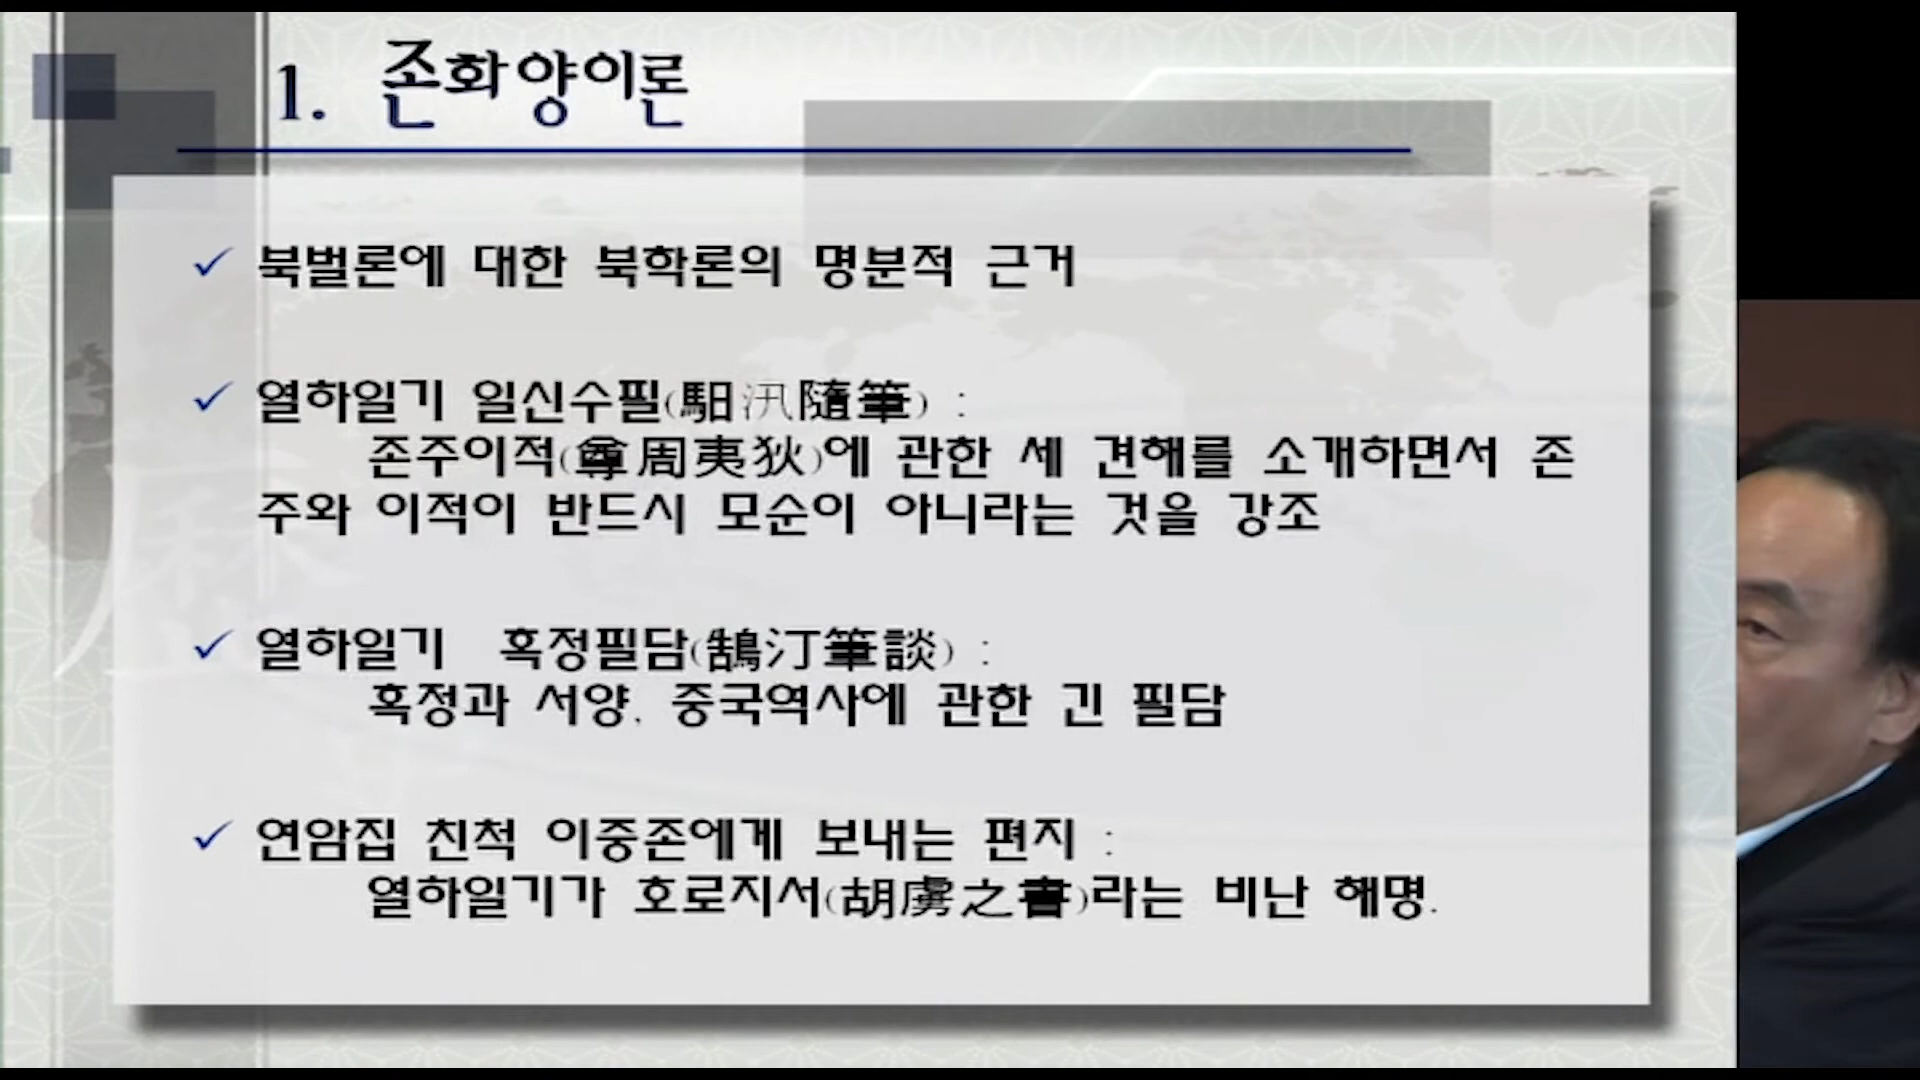 1. 존화양이론
✓ 북벌론에 대한 북학론의 명분적 근거
✓ 열하일기 일신수필(馹汛隨筆) :
존주이적(尊周夷狄)에 관한 세 견해를 소개하면서 존
주와 이적이 반드시 모순이 아니라는 것을 강조
✓ 열하일기 혹정필담(鵠汀筆談) :
혹정과 서양, 중국역사에 관한 긴 필담
✓ 연암집 친척 이중존에게 보내는 편지 :
열하일기가 호로지서(胡虜之書)라는 비난 해명.